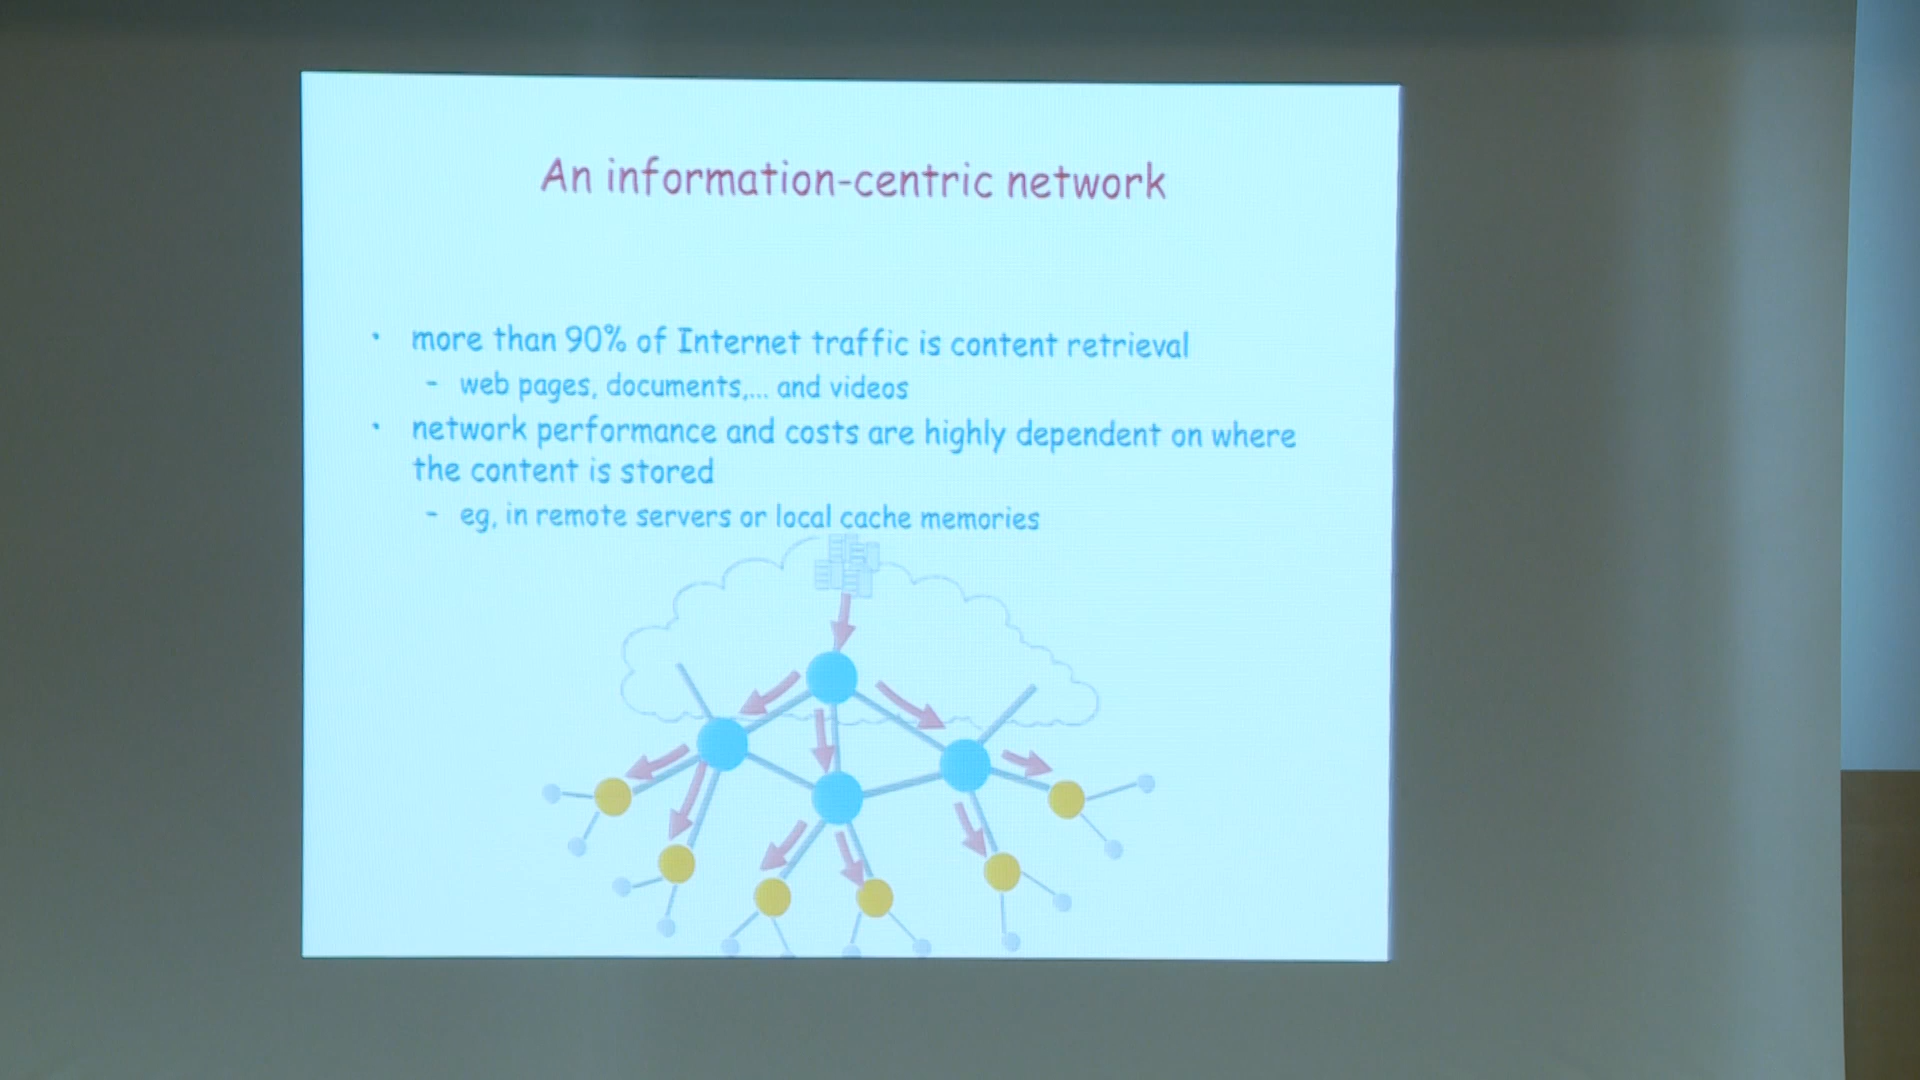 An information-centric network
• more than 90% of Internet traffic is content retrieval
- web pages, documents,... and videos
• network performance and costs are highly dependent on where
the content is stored
- eg, in remote servers or local cache memories